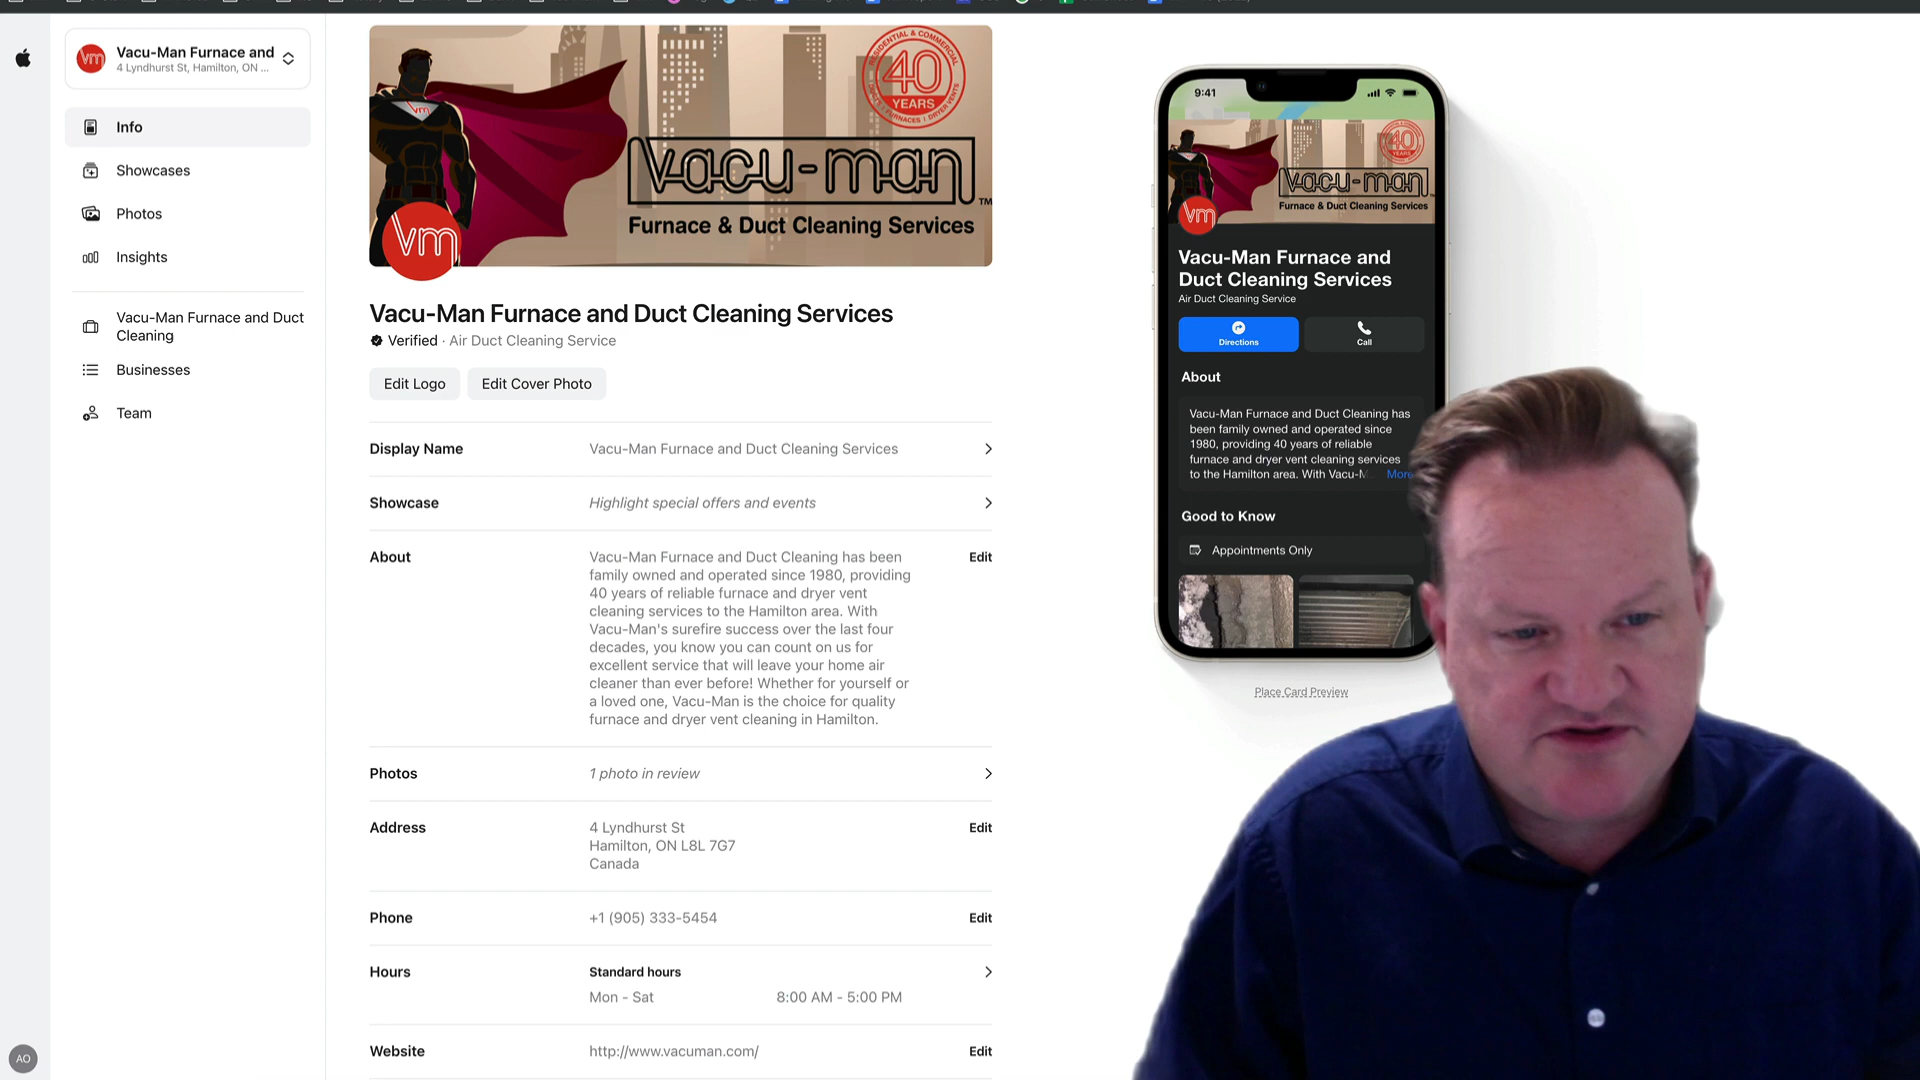 Vacu-Man Furnace and
4 Lyndhurst St, Hamilton, ON ...
Info
Showcases
Photos
Insights
Vacu-Man Furnace and Duct
Cleaning
Businesses
Team
AO
RESIDENTIAL & COMMERCIAL
40
YEARS
DUCTS | FURNACES | DRYER VENTS
vm
vacu-man
TM
Furnace & Duct Cleaning Services
vm
Vacu-Man Furnace and Duct Cleaning Services
Verified · Air Duct Cleaning Service
Edit Logo
Edit Cover Photo
Display Name
Vacu-Man Furnace and Duct Cleaning Services
Showcase
Highlight special offers and events
About
Vacu-Man Furnace and Duct Cleaning has been
family owned and operated since 1980, providing
40 years of reliable furnace and dryer vent
cleaning services to the Hamilton area. With
Vacu-Man's surefire success over the last four
decades, you know you can count on us for
excellent service that will leave your home air
cleaner than ever before! Whether for yourself or
a loved one, Vacu-Man is the choice for quality
furnace and dryer vent cleaning in Hamilton.
Edit
Photos
1 photo in review
Address
4 Lyndhurst St
Hamilton, ON L8L 7G7
Canada
Edit
Phone
+1 (905) 333-5454
Edit
Hours
Standard hours
Mon - Sat
8:00 AM - 5:00 PM
Website
http://www.vacuman.com/
Edit
9:41
40
YEARS
vacu-man
Furnace & Duct Cleaning Services
vm
Vacu-Man Furnace and
Duct Cleaning Services
Air Duct Cleaning Service
Directions
Call
About
Vacu-Man Furnace and Duct Cleaning has
been family owned and operated since
1980, providing 40 years of reliable
furnace and dryer vent cleaning services
to the Hamilton area. With Vacu-M
More
Good to Know
Appointments Only
Place Card Preview